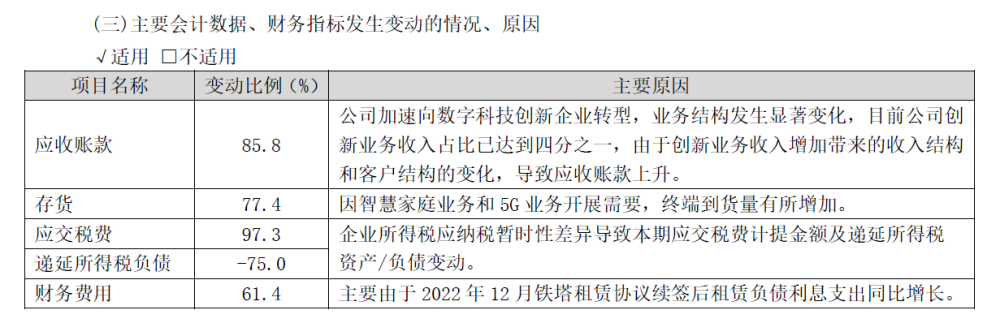 (三)主要会计数据、财务指标发生变动的情况、原因
√适用 □不适用
项目名称 变动比例(%) 主要原因
公司加速向数字科技创新企业转型，业务结构发生显著变化，目前公司创
应收账款 85.8 新业务收入占比已达到四分之一，由于创新业务收入增加带来的收入结构
和客户结构的变化，导致应收账款上升。
存货 77.4 因智慧家庭业务和 5G 业务开展需要，终端到货量有所增加。
应交税费 97.3 企业所得税应纳税暂时性差异导致本期应交税费计提金额及递延所得税
递延所得税负债 -75.0 资产/负债变动。
财务费用 61.4 主要由于 2022 年 12 月铁塔租赁协议续签后租赁负债利息支出同比增长。